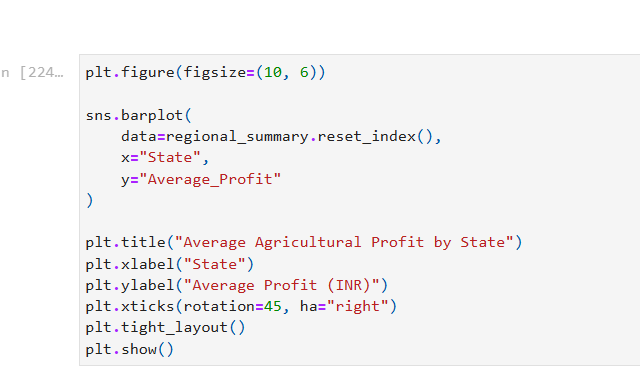 n [224…
plt.figure(figsize=(10, 6))
sns.barplot(
data=regional_summary.reset_index(),
x="State",
y="Average_Profit"
)
plt.title("Average Agricultural Profit by State")
plt.xlabel("State")
plt.ylabel("Average Profit (INR)")
plt.xticks(rotation=45, ha="right")
plt.tight_layout()
plt.show()